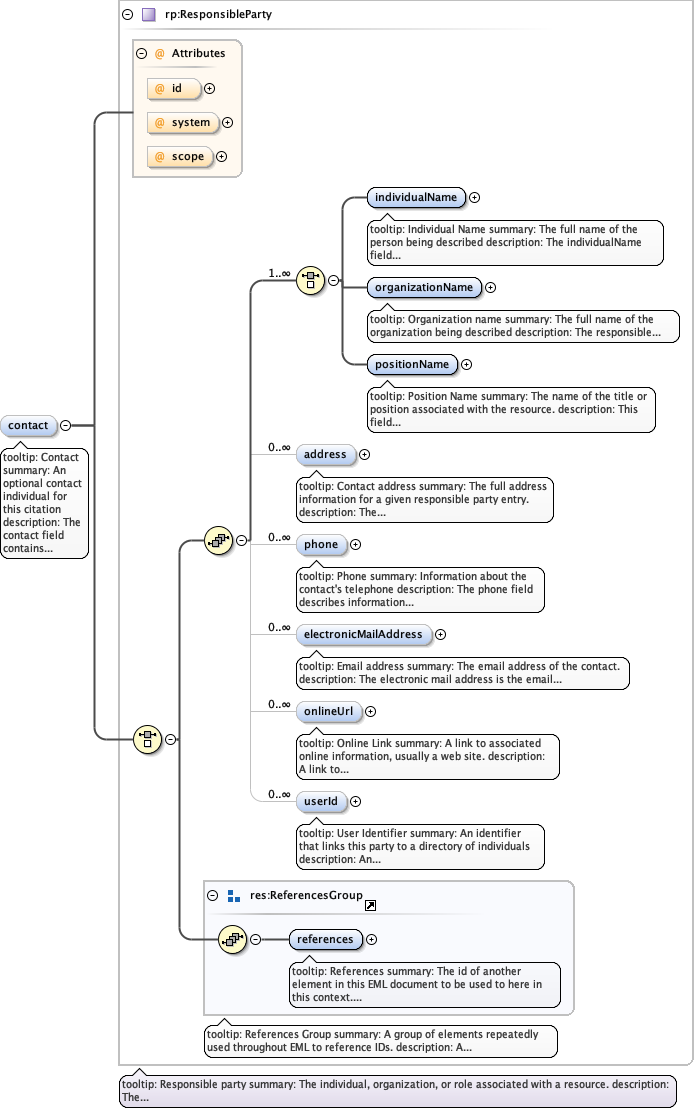 rp:ResponsibleParty
@ Attributes
@ id
@ system
@ scope
individualName
tooltip: Individual Name summary: The full name of the
person being described description: The individualName
field...
1..∞
organizationName
tooltip: Organization name summary: The full name of the
organization being described description: The responsible...
positionName
tooltip: Position Name summary: The name of the title or
position associated with the resource. description: This
field...
contact
tooltip: Contact
summary: An
optional contact
individual for
this citation
description: The
contact field
contains...
0..∞
address
tooltip: Contact address summary: The full address
information for a given responsible party entry.
description: The...
0..∞
phone
tooltip: Phone summary: Information about the
contact's telephone description: The phone field
describes information...
0..∞
electronicMailAddress
tooltip: Email address summary: The email address of the contact.
description: The electronic mail address is the email...
0..∞
onlineUrl
tooltip: Online Link summary: A link to associated
online information, usually a web site. description:
A link to...
0..∞
userId
tooltip: User Identifier summary: An identifier
that links this party to a directory of individuals
description: An...
res:ReferencesGroup
references
tooltip: References summary: The id of another
element in this EML document to be used to here in
this context....
tooltip: References Group summary: A group of elements repeatedly
used throughout EML to reference IDs. description: A...
tooltip: Responsible party summary: The individual, organization, or role associated with a resource. description:
The...